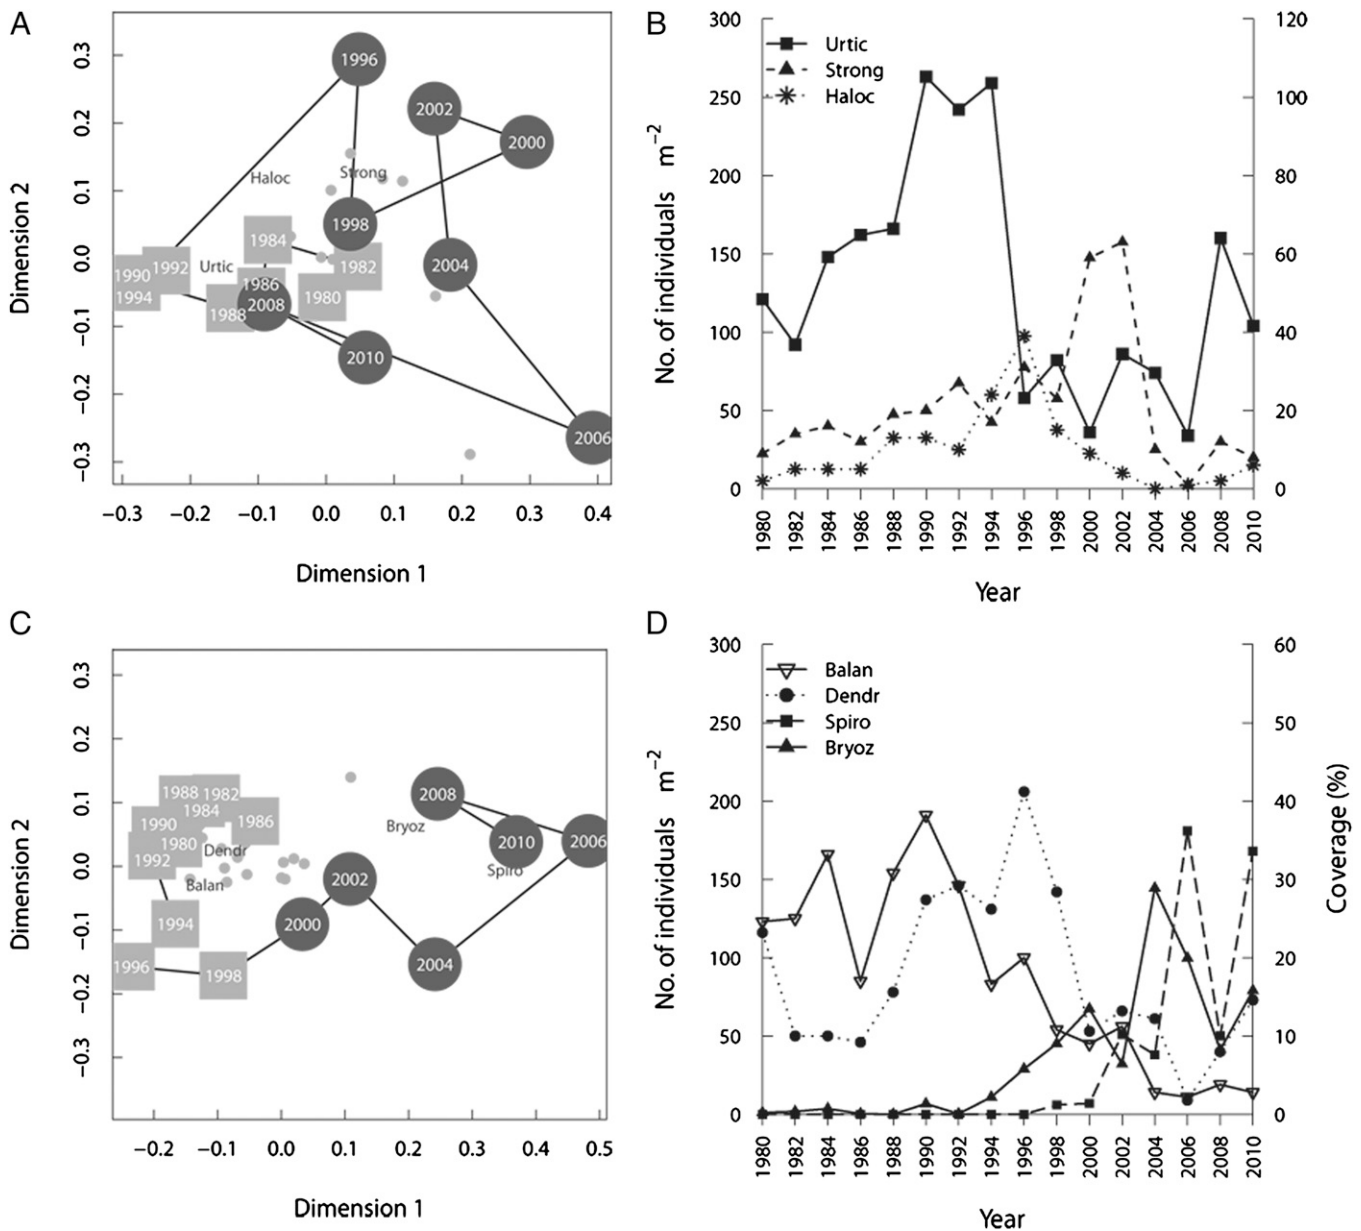 A
Dimension 2
0.3
0.2
0.1
0.0
−0.1
−0.2
−0.3
1996
2002
2000
Strong
Haloc
1998
1984
1990
1992
1994
Urtic
1986
1982
2004
1980
1988
2008
2010
2006
−0.3 −0.2 −0.1 0.0 0.1 0.2 0.3 0.4
Dimension 1
B
No. of individuals m−2
300
250
200
150
100
50
0
Urtic
Strong
Haloc
120
100
80
60
40
20
0
1980 1982 1984 1986 1988 1990 1992 1994 1996 1998 2000 2002 2004 2006 2008 2010
Year
C
Dimension 2
0.3
0.2
0.1
0.0
−0.1
−0.2
−0.3
1988
1982
1984
1990
1986
1980
1992
Dendr
Balan
1994
1996
1998
2000
2002
2004
Bryoz
2008
2010
2006
Spiro
−0.2 −0.1 0.0 0.1 0.2 0.3 0.4 0.5
Dimension 1
D
No. of individuals m−2
300
250
200
150
100
50
0
Balan
Dendr
Spiro
Bryoz
60
50
40
30
20
10
0
Coverage (%)
1980 1982 1984 1986 1988 1990 1992 1994 1996 1998 2000 2002 2004 2006 2008 2010
Year